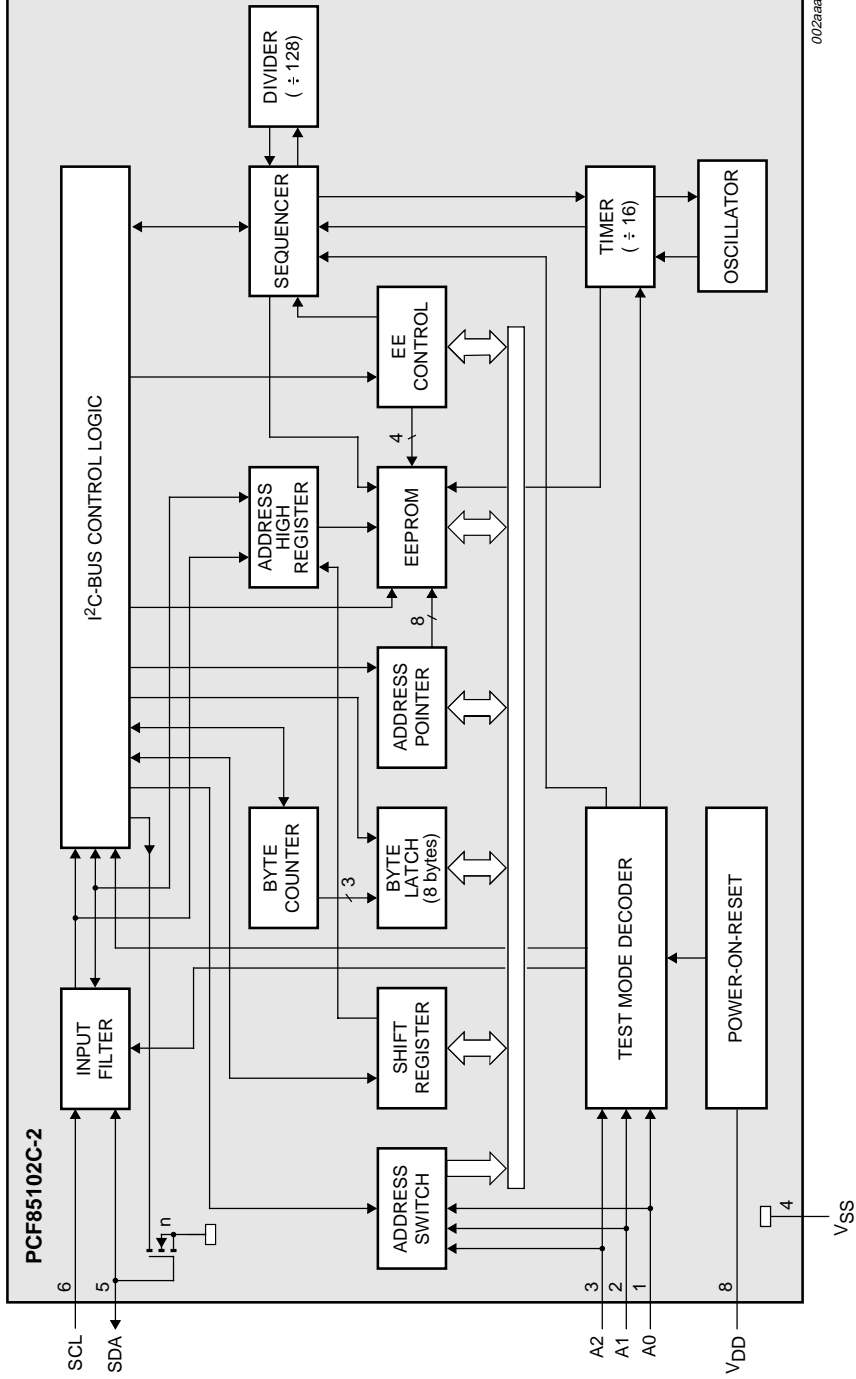 PCF85102C-2
SCL
6
SDA
5
n
INPUT
FILTER
I²C-BUS CONTROL LOGIC
BYTE
COUNTER
3
ADDRESS
HIGH
REGISTER
SEQUENCER
DIVIDER
(÷ 128)
ADDRESS
SWITCH
SHIFT
REGISTER
BYTE
LATCH
(8 bytes)
ADDRESS
POINTER
8
EEPROM
4
EE
CONTROL
A2
3
A1
2
A0
1
TEST MODE DECODER
TIMER
(÷ 16)
VDD
8
POWER-ON-RESET
OSCILLATOR
4
VSS